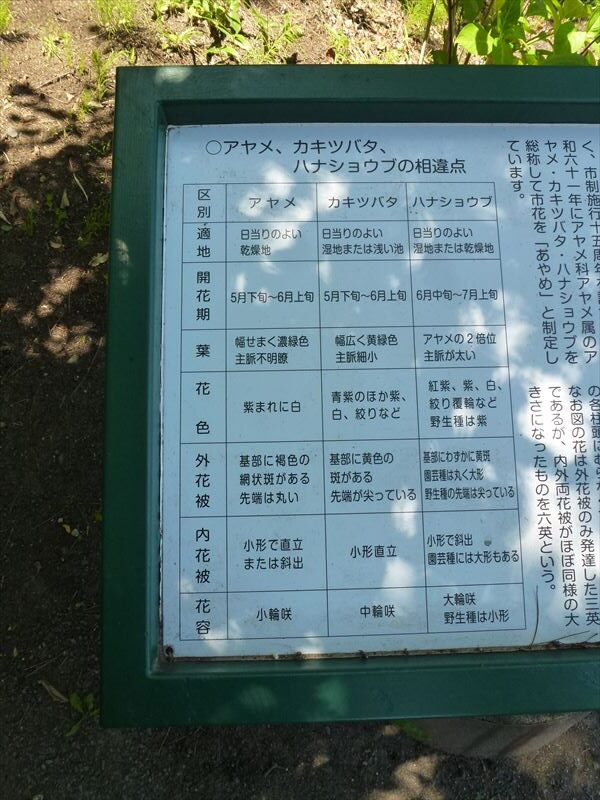 ○アヤメ、カキツバタ、
ハナショウブの相違点
区別 アヤメ カキツバタ ハナショウブ
適地 日当りのよい 乾燥地 日当りのよい 湿地または浅い池 日当りのよい 湿地または乾燥地
開花期 5月下旬～6月上旬 5月下旬～6月上旬 6月中旬～7月上旬
葉 幅せまく濃緑色 主脈不明瞭 幅広く黄緑色 主脈細小 アヤメの2倍位 主脈が太い
花色 紫まれに白 青紫のほか紫、白、絞りなど 紅紫、紫、白、絞り覆輪など 野生種は紫
外花被 基部に褐色の網状斑がある 先端は丸い 基部に黄色の斑がある 先端が尖っている 基部にわずかに黄斑 園芸種は丸く大形 野生種の先端は尖っている
内花被 小形で直立または斜出 小形直立 小形で斜出 園芸種には大形もある
花容 小輪咲 中輪咲 大輪咲 野生種は小形
く、市制施行十五周年
和六十一年にアヤメ科アヤメ属のア
ヤメ・カキツバタ・ハナショウブを
総称して市花を「あやめ」と制定し
ています。
の各柱頭に
なお図の花は外花被のみ発達した三英
であるが、内外両花被がほぼ同様の大
きさになったものを六英という。